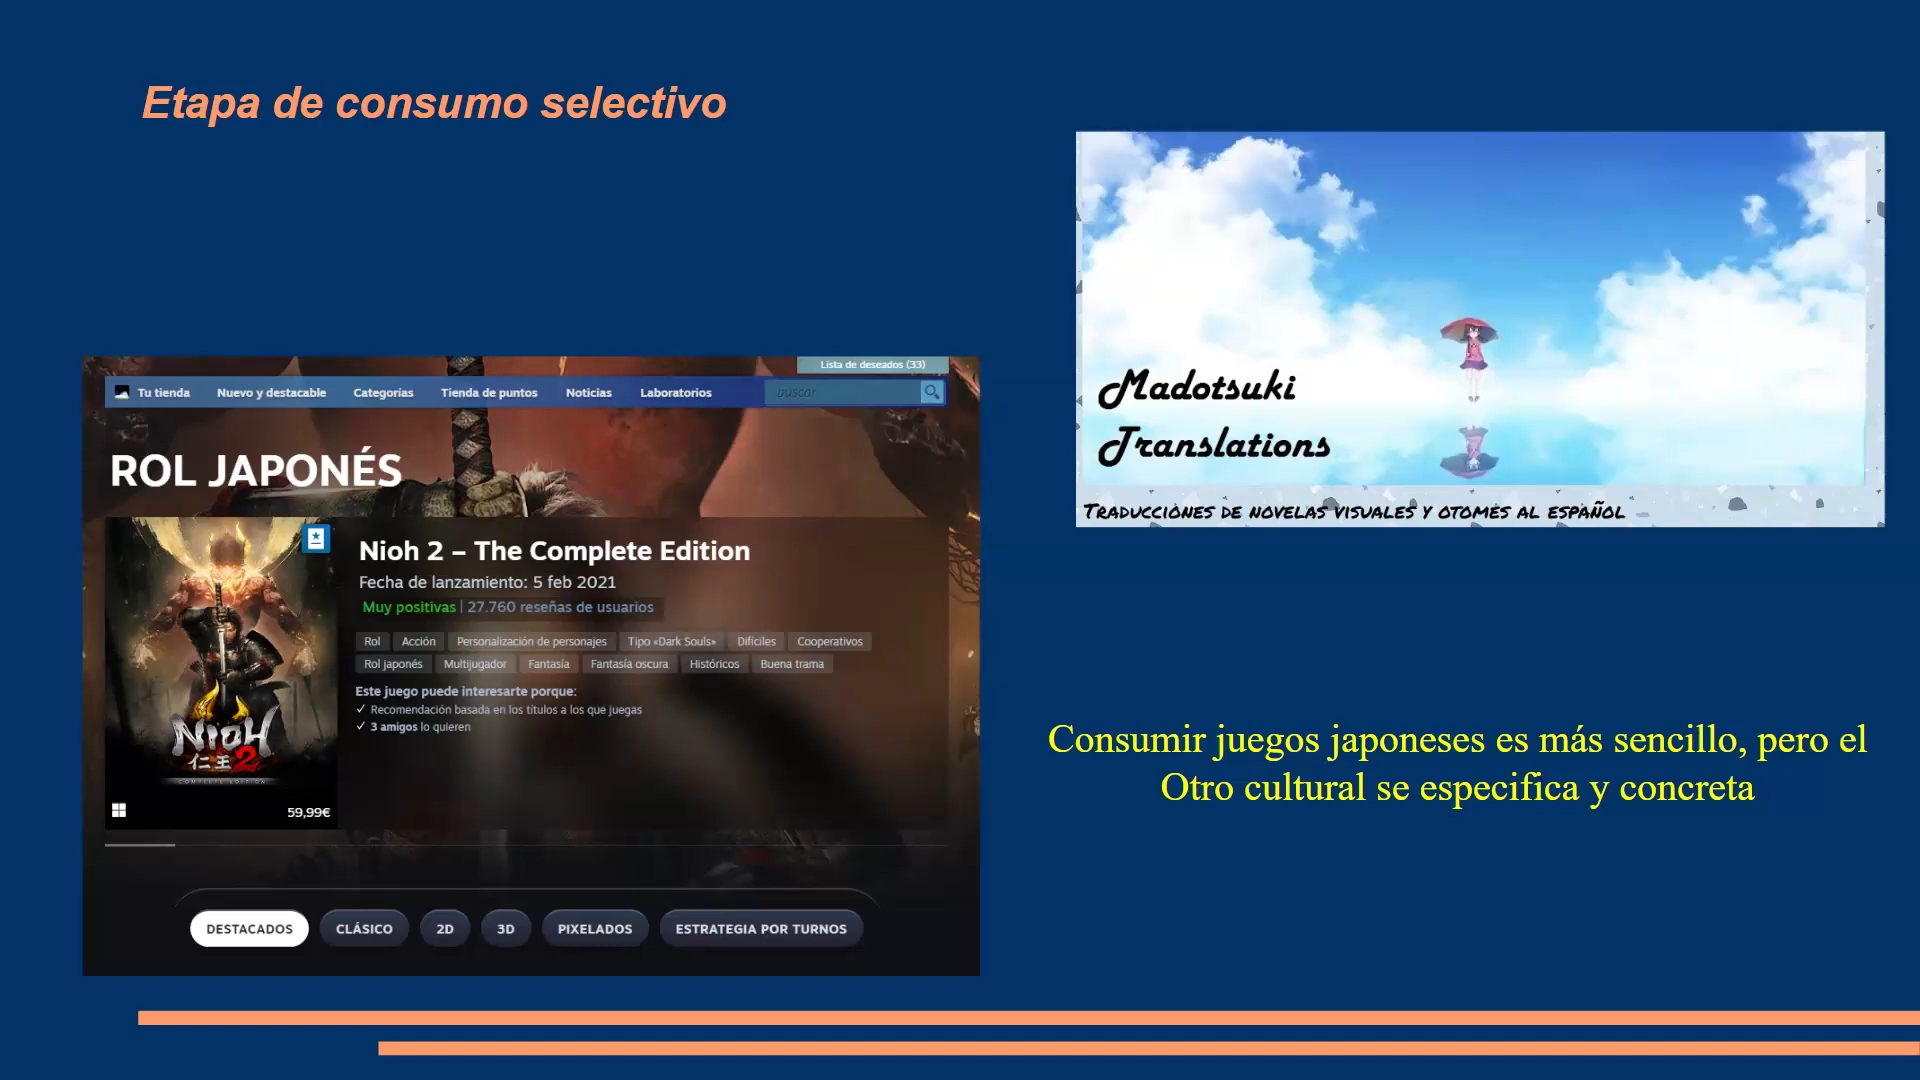 Etapa de consumo selectivo
Lista de deseados (33)
Tu tienda Nuevo y destacable Categorías Tienda de puntos Noticias Laboratorios buscar
ROL JAPONÉS
Nioh 2 – The Complete Edition
Fecha de lanzamiento: 5 feb 2021
Muy positivas | 27.760 reseñas de usuarios
Rol Acción Personalización de personajes Tipo «Dark Souls» Difíciles Cooperativos
Rol japonés Multijugador Fantasía Fantasía oscura Históricos Buena trama
Este juego puede interesarte porque:
✓ Recomendación basada en los títulos a los que juegas
✓ 3 amigos lo quieren
NIOH
仁王2
COMPLETE EDITION
59,99€
DESTACADOS CLÁSICO 2D 3D PIXELADOS ESTRATEGIA POR TURNOS
Madotsuki
Translations
Traducciones de novelas visuales y otomes al español
Consumir juegos japoneses es más sencillo, pero el
Otro cultural se especifica y concreta